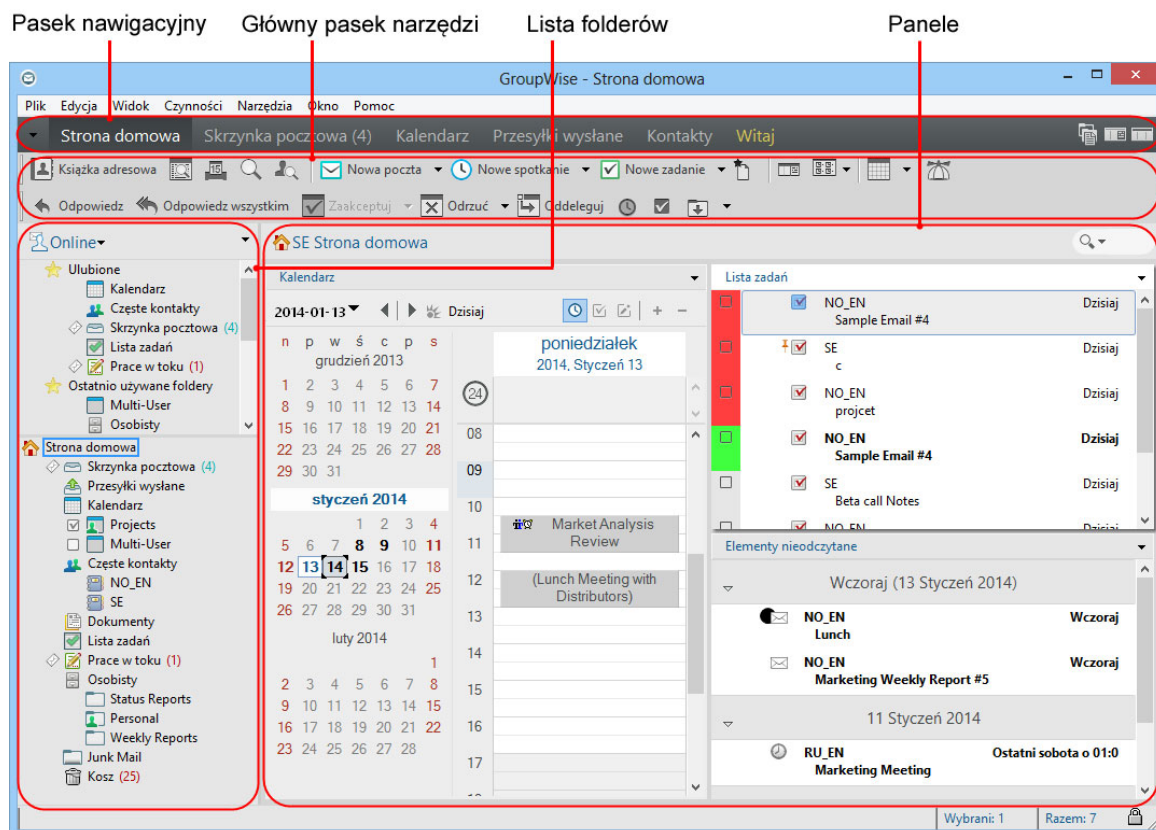 Pasek nawigacyjny Główny pasek narzędzi Lista folderów Panele
GroupWise - Strona domowa
Plik Edycja Widok Czynności Narzędzia Okno Pomoc
Strona domowa Skrzynka pocztowa (4) Kalendarz Przesyłki wysłane Kontakty Witaj
Książka adresowa 15 Nowa poczta Nowe spotkanie Nowe zadanie
Odpowiedz Odpowiedz wszystkim Zaakceptuj Odrzuć Oddeleguj
Online
Ulubione
Kalendarz
Częste kontakty
Skrzynka pocztowa (4)
Lista zadań
Prace w toku (1)
Ostatnio używane foldery
Multi-User
Osobisty
Strona domowa
Skrzynka pocztowa (4)
Przesyłki wysłane
Kalendarz
Projects
Multi-User
Częste kontakty
NO_EN
SE
Dokumenty
Lista zadań
Prace w toku (1)
Osobisty
Status Reports
Personal
Weekly Reports
Junk Mail
Kosz (25)
SE Strona domowa
Kalendarz
2014-01-13 Dzisiaj
n p w ś c p s
grudzień 2013
1 2 3 4 5 6 7
8 9 10 11 12 13 14
15 16 17 18 19 20 21
22 23 24 25 26 27 28
29 30 31
styczeń 2014
1 2 3 4
5 6 7 8 9 10 11
12 13 14 15 16 17 18
19 20 21 22 23 24 25
26 27 28 29 30 31
luty 2014
1
2 3 4 5 6 7 8
9 10 11 12 13 14 15
16 17 18 19 20 21 22
23 24 25 26 27 28
poniedziałek
2014, Styczeń 13
24
08
09
10
11
Market Analysis
Review
12
(Lunch Meeting with
Distributors)
13
14
15
16
17
Lista zadań
NO_EN Dzisiaj
Sample Email #4
SE Dzisiaj
c
NO_EN Dzisiaj
projcet
NO_EN Dzisiaj
Sample Email #4
SE Dzisiaj
Beta call Notes
NO_EN Dzisiaj
Elementy nieodczytane
Wczoraj (13 Styczeń 2014)
NO_EN Wczoraj
Lunch
NO_EN Wczoraj
Marketing Weekly Report #5
11 Styczeń 2014
RU_EN Ostatni sobota o 01:0
Marketing Meeting
Wybrani: 1 Razem: 7